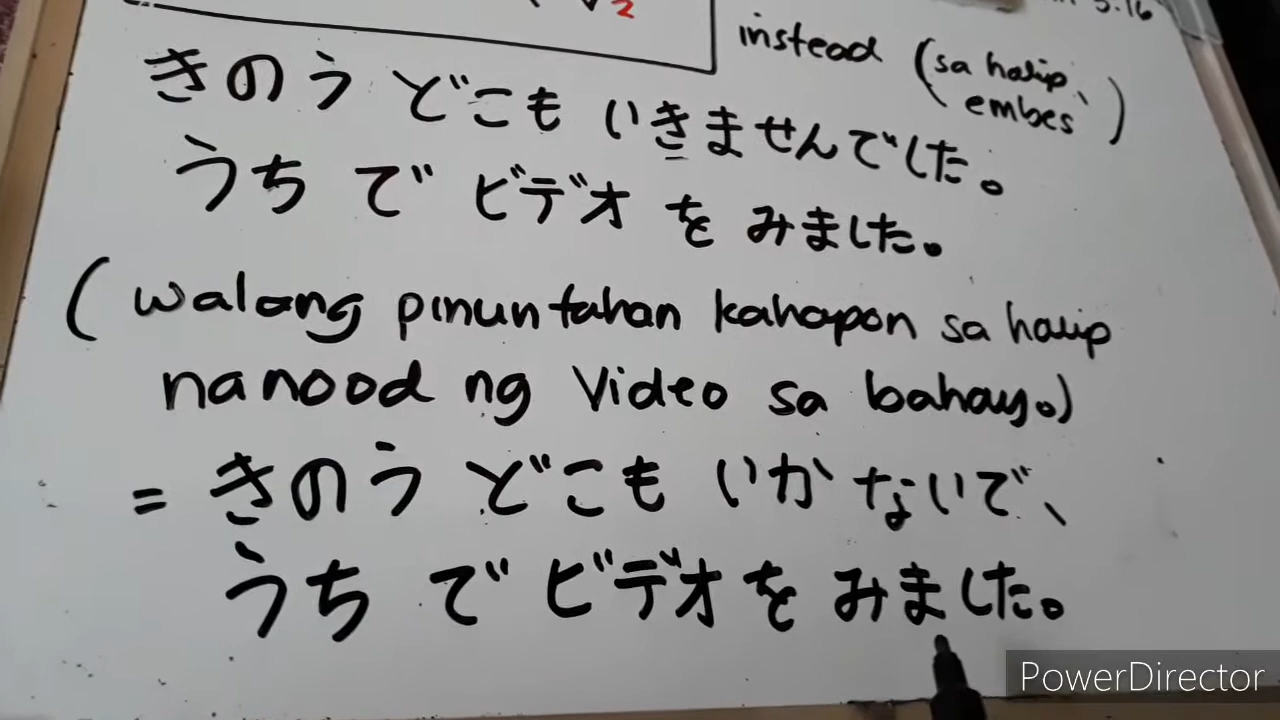 2
5.16
instead (sa halip,
embes)
きのう どこも いきませんでした。
うち で ビデオ を みました。
(walang pinuntahan kahapon sa halip
nanood ng Video sa bahay。)
= きのう どこも いかないで、
うち で ビデオを みました。
PowerDirector